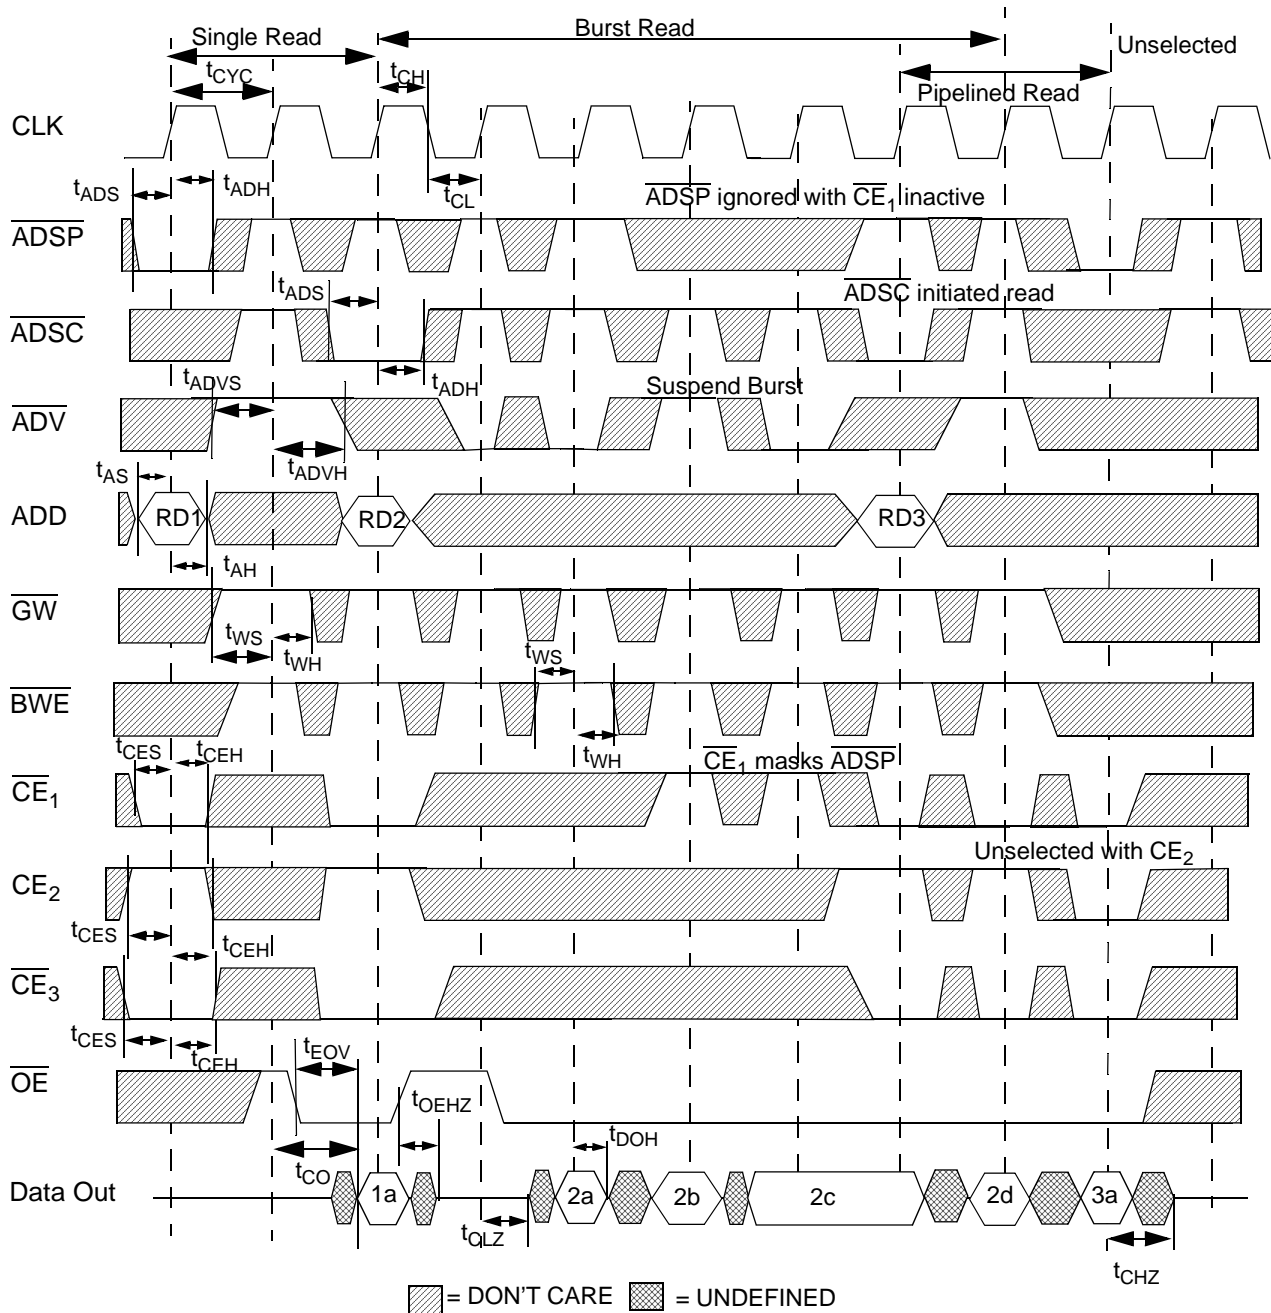 Single Read
Burst Read
Unselected
tCYC
tCH
Pipelined Read
CLK
tADS
tADH
tCL
ADSP ignored with CE1 inactive
ADSP
tADS
ADSC initiated read
ADSC
tADVS
tADH
Suspend Burst
ADV
tAS
tADVH
ADD
RD1
RD2
RD3
tAH
GW
tWS
tWH
tWS
BWE
tWH
tCES
tCEH
CE1 masks ADSP
CE1
Unselected with CE2
CE2
tCES
tCEH
CE3
tCES
tCEH
tEOV
OE
tOEHZ
tDOH
tCO
Data Out
1a
2a
2b
2c
2d
3a
tCLZ
tCHZ
= DON'T CARE
= UNDEFINED